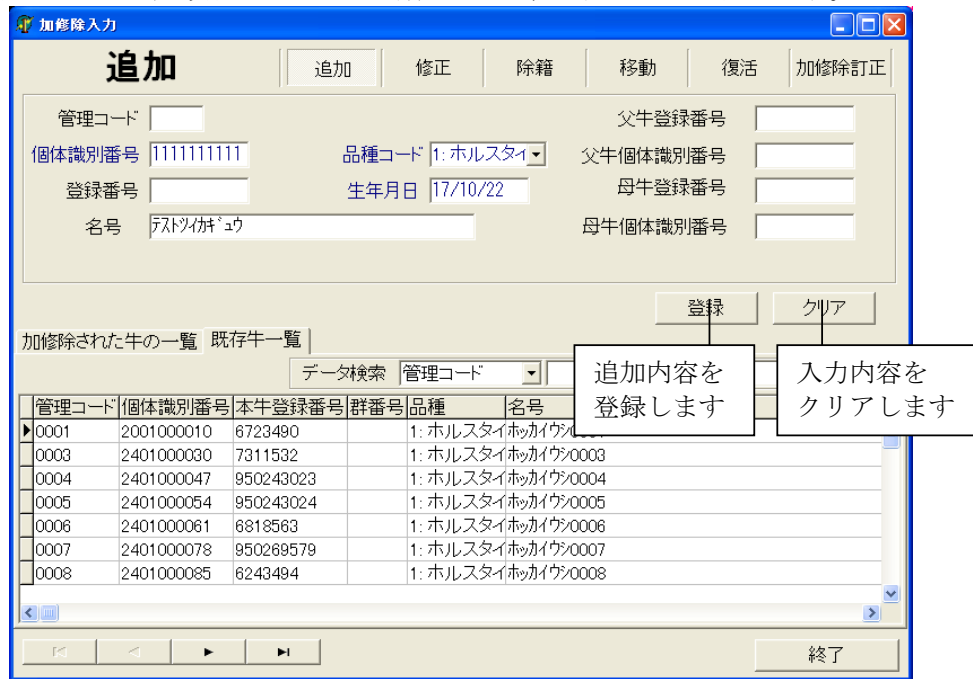 加修除入力
追加 追加 修正 除籍 移動 復活 加修除訂正
管理コード 父牛登録番号
個体識別番号 1111111111 品種コード 1: ホルスタイ 父牛個体識別番号
登録番号 生年月日 17/10/22 母牛登録番号
名号 ﾃｽﾄﾂｲｶｷﾞｭｳ 母牛個体識別番号
登録 クリア
加修除された牛の一覧 既存牛一覧
データ検索 管理コード
追加内容を
登録します
入力内容を
クリアします
管理コード 個体識別番号 本牛登録番号 群番号 品種 名号
0001 2001000010 6723490 1: ホルスタイ ﾎｯｶｲｳｼ
0003 2401000030 7311532 1: ホルスタイ ﾎｯｶｲｳｼ0003
0004 2401000047 950243023 1: ホルスタイ ﾎｯｶｲｳｼ0004
0005 2401000054 950243024 1: ホルスタイ ﾎｯｶｲｳｼ0005
0006 2401000061 6818563 1: ホルスタイ ﾎｯｶｲｳｼ0006
0007 2401000078 950269579 1: ホルスタイ ﾎｯｶｲｳｼ0007
0008 2401000085 6243494 1: ホルスタイ ﾎｯｶｲｳｼ0008
終了